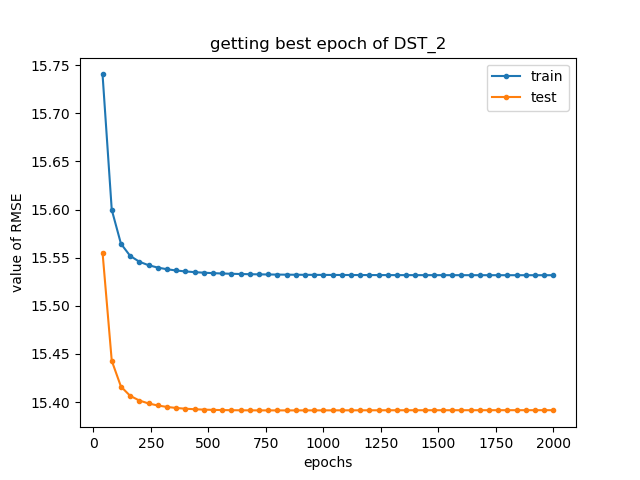 getting best epoch of DST_2
train
test
value of RMSE
15.75
15.70
15.65
15.60
15.55
15.50
15.45
15.40
0 250 500 750 1000 1250 1500 1750 2000
epochs